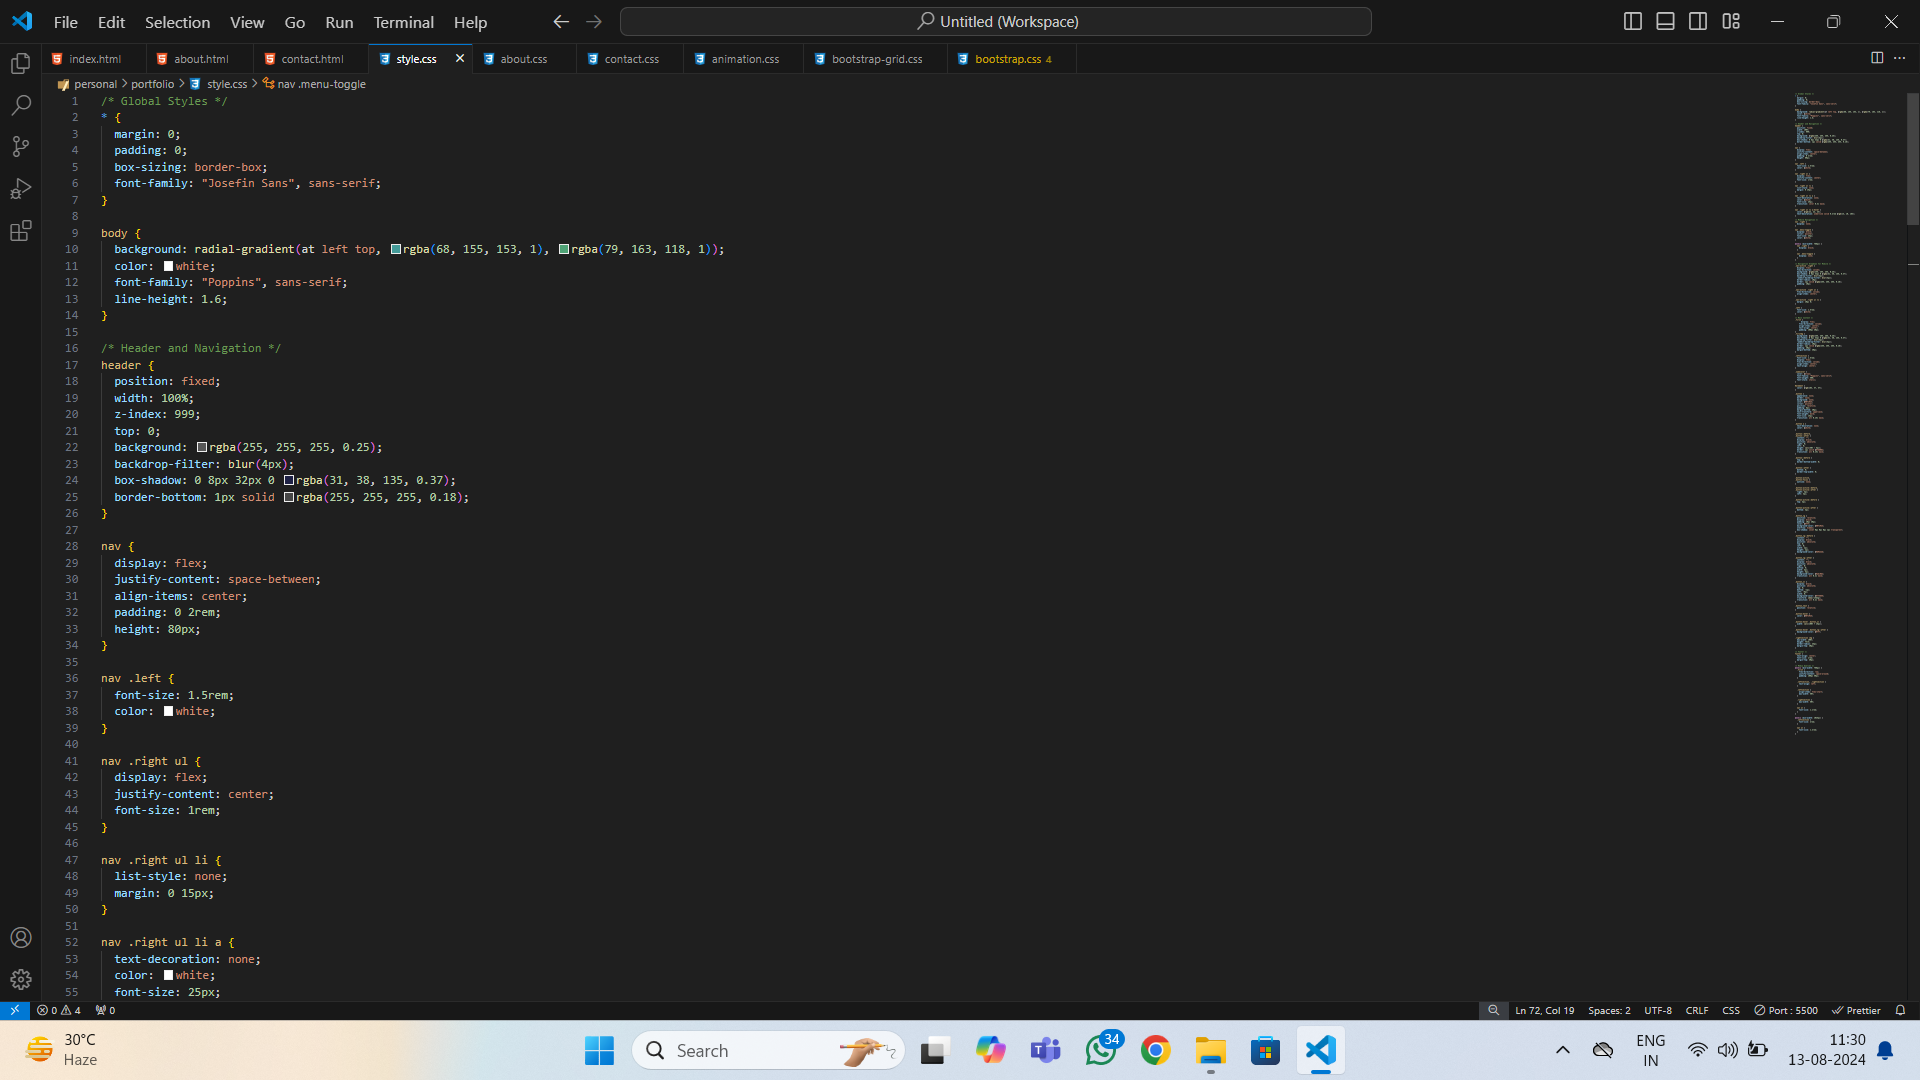 File Edit Selection View Go Run Terminal Help
Untitled (Workspace)
index.html about.html contact.html style.css about.css contact.css animation.css bootstrap-grid.css bootstrap.css 4
personal > portfolio > style.css > nav .menu-toggle
1 /* Global Styles */
2 * {
3 margin: 0;
4 padding: 0;
5 box-sizing: border-box;
6 font-family: "Josefin Sans", sans-serif;
7 }
8
9 body {
10 background: radial-gradient(at left top, rgba(68, 155, 153, 1), rgba(79, 163, 118, 1));
11 color: white;
12 font-family: "Poppins", sans-serif;
13 line-height: 1.6;
14 }
15
16 /* Header and Navigation */
17 header {
18 position: fixed;
19 width: 100%;
20 z-index: 999;
21 top: 0;
22 background: rgba(255, 255, 255, 0.25);
23 backdrop-filter: blur(4px);
24 box-shadow: 0 8px 32px 0 rgba(31, 38, 135, 0.37);
25 border-bottom: 1px solid rgba(255, 255, 255, 0.18);
26 }
27
28 nav {
29 display: flex;
30 justify-content: space-between;
31 align-items: center;
32 padding: 0 2rem;
33 height: 80px;
34 }
35
36 nav .left {
37 font-size: 1.5rem;
38 color: white;
39 }
40
41 nav .right ul {
42 display: flex;
43 justify-content: center;
44 font-size: 1rem;
45 }
46
47 nav .right ul li {
48 list-style: none;
49 margin: 0 15px;
50 }
51
52 nav .right ul li a {
53 text-decoration: none;
54 color: white;
55 font-size: 25px;
0 4 0 Ln 72, Col 19 Spaces: 2 UTF-8 CRLF CSS Port : 5500 Prettier
30°C
Haze
Search
34
ENG
IN
11:30
13-08-2024